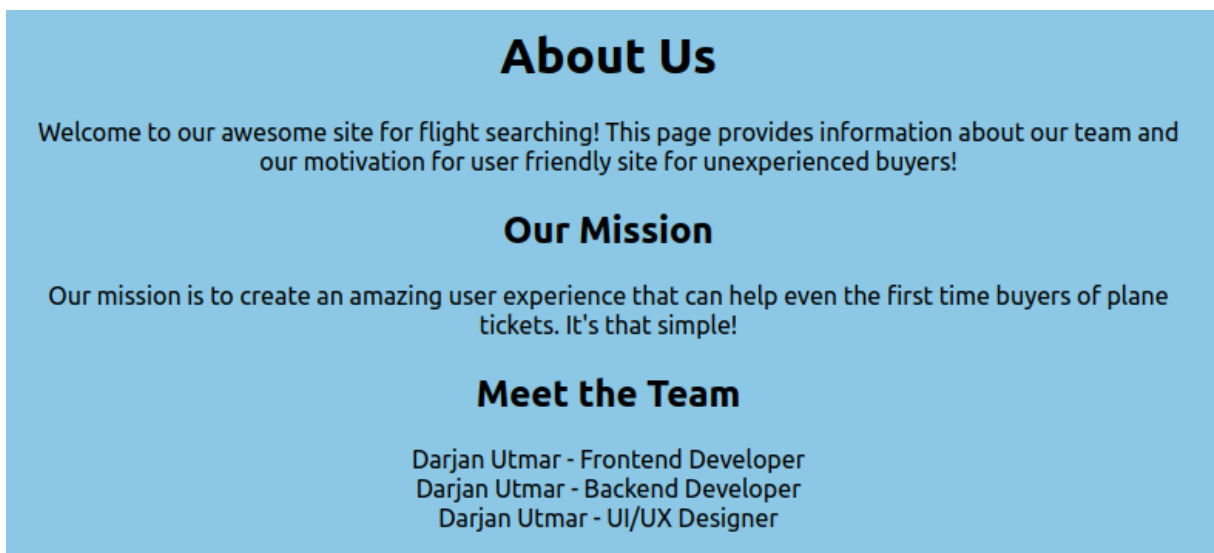 About Us
Welcome to our awesome site for flight searching! This page provides information about our team and
our motivation for user friendly site for unexperienced buyers!
Our Mission
Our mission is to create an amazing user experience that can help even the first time buyers of plane
tickets. It's that simple!
Meet the Team
Darjan Utmar - Frontend Developer
Darjan Utmar - Backend Developer
Darjan Utmar - UI/UX Designer